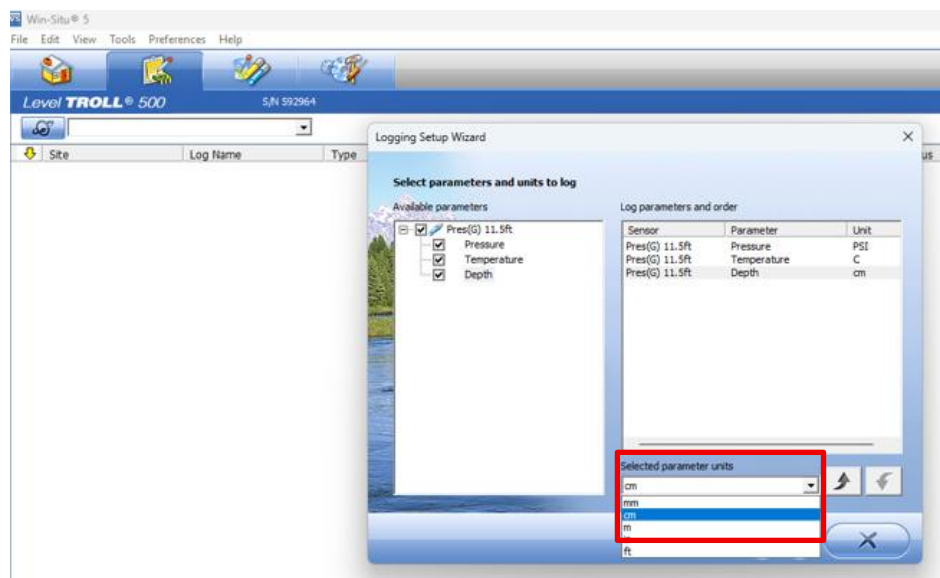 Win-Situ® 5
File Edit View Tools Preferences Help
Level TROLL® 500 S/N 592964
Site Log Name Type us
Logging Setup Wizard
Select parameters and units to log
Available parameters
Pres(G) 11.5ft
Pressure
Temperature
Depth
Log parameters and order
Sensor Parameter Unit
Pres(G) 11.5ft Pressure PSI
Pres(G) 11.5ft Temperature C
Pres(G) 11.5ft Depth cm
Selected parameter units
cm
mm
cm
m
ft